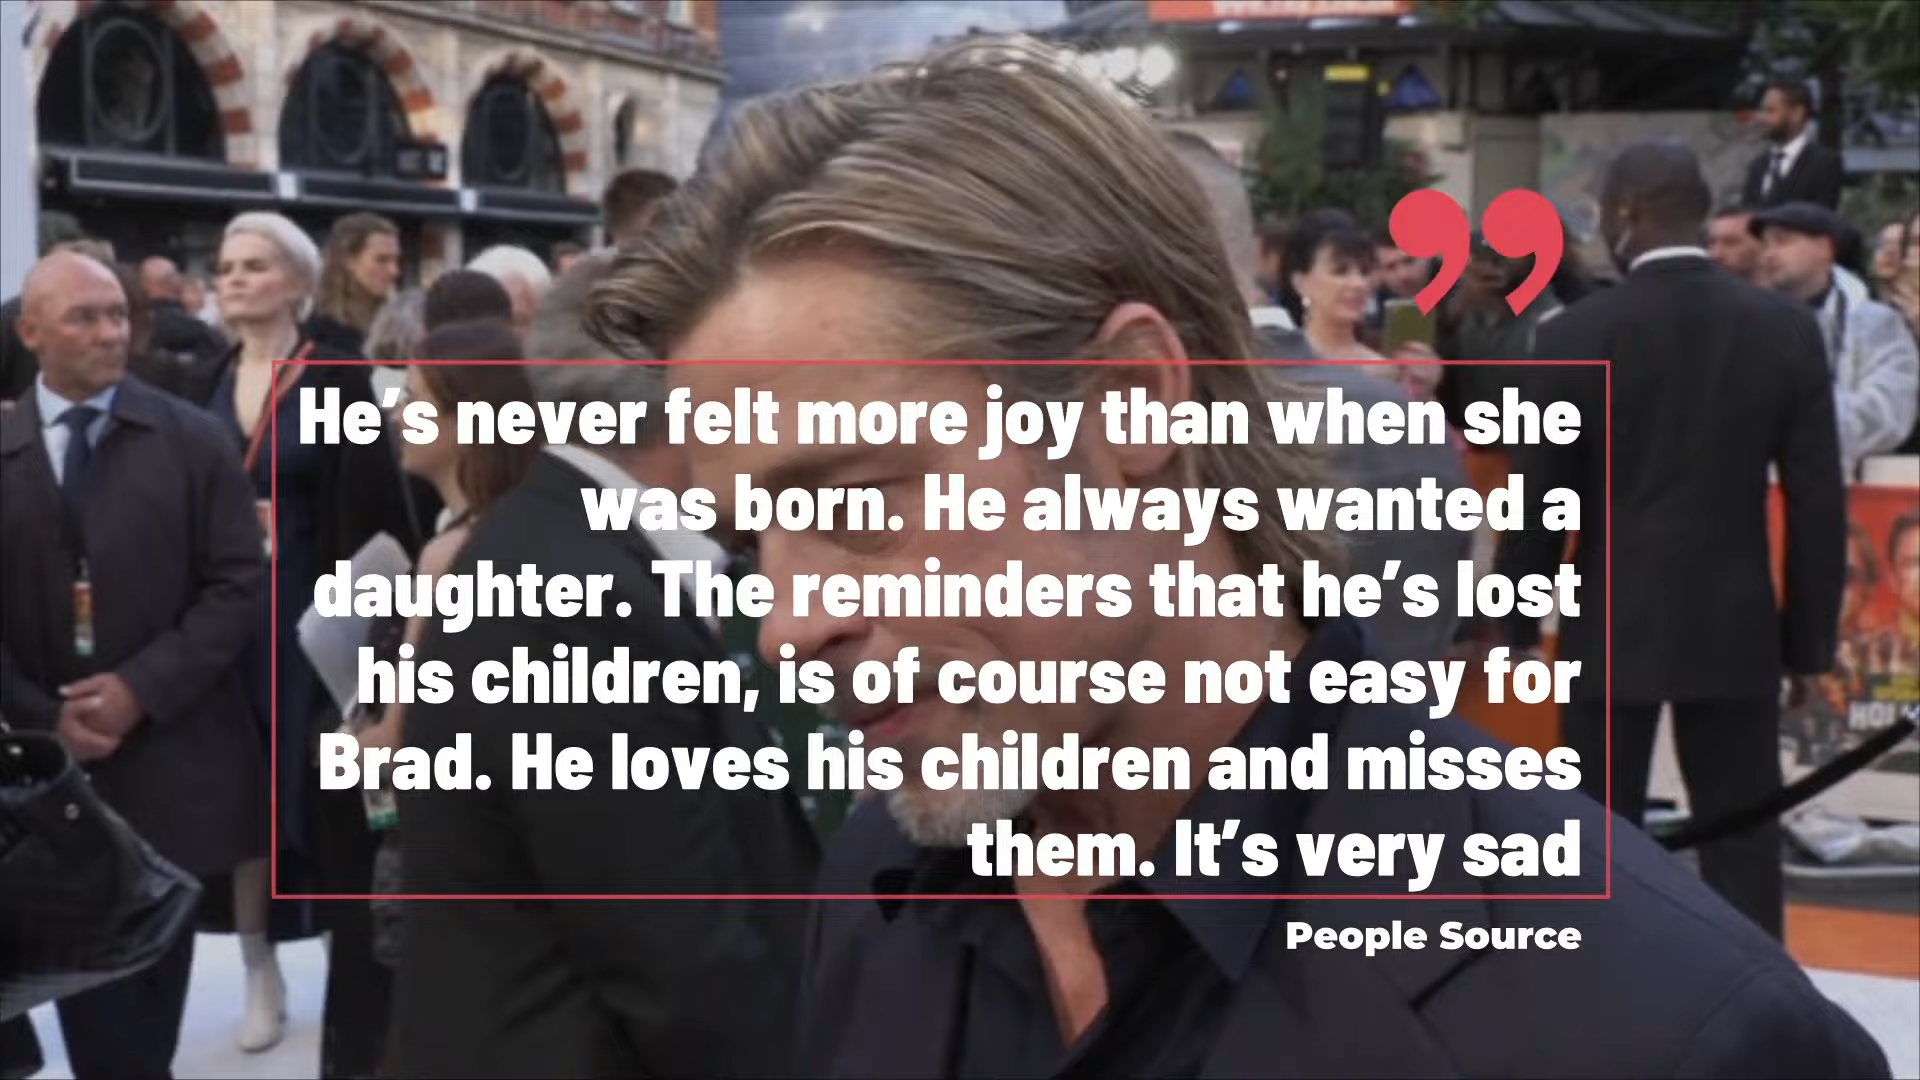 ”
He’s never felt more joy than when she
was born. He always wanted a
daughter. The reminders that he’s lost
his children, is of course not easy for
Brad. He loves his children and misses
them. It’s very sad
People Source